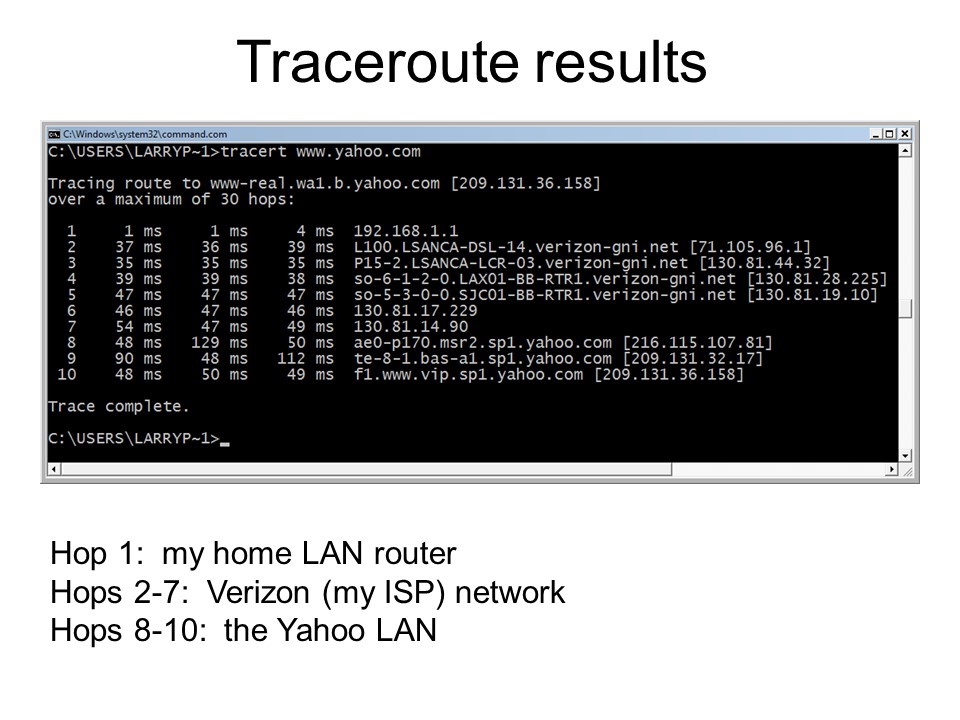 Traceroute results
C:\Windows\system32\command.com
C:\USERS\LARRYP~1>tracert www.yahoo.com
Tracing route to www-real.wa1.b.yahoo.com [209.131.36.158]
over a maximum of 30 hops:
1 1 ms 1 ms 4 ms 192.168.1.1
2 37 ms 36 ms 39 ms L100.LSANCA-DSL-14.verizon-gni.net [71.105.96.1]
3 35 ms 35 ms 35 ms P15-2.LSANCA-LCR-03.verizon-gni.net [130.81.44.32]
4 39 ms 39 ms 38 ms so-6-1-2-0.LAX01-BB-RTR1.verizon-gni.net [130.81.28.225]
5 47 ms 47 ms 47 ms so-5-3-0-0.SJC01-BB-RTR1.verizon-gni.net [130.81.19.10]
6 46 ms 47 ms 46 ms 130.81.17.229
7 54 ms 47 ms 49 ms 130.81.14.90
8 48 ms 129 ms 50 ms ae0-p170.msr2.sp1.yahoo.com [216.115.107.81]
9 90 ms 48 ms 112 ms te-8-1.bas-a1.sp1.yahoo.com [209.131.32.17]
10 48 ms 50 ms 49 ms f1.www.vip.sp1.yahoo.com [209.131.36.158]
Trace complete.
C:\USERS\LARRYP~1>_
Hop 1: my home LAN router
Hops 2-7: Verizon (my ISP) network
Hops 8-10: the Yahoo LAN